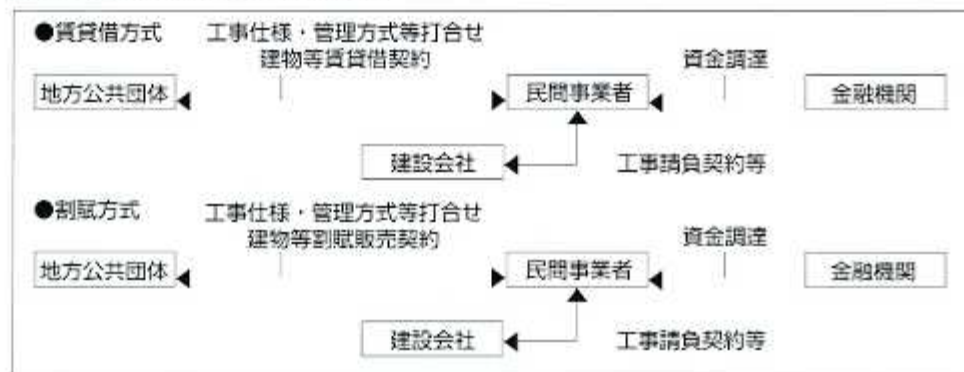 ●賃貸借方式
工事仕様・管理方式等打合せ
建物等賃貸借契約
資金調達
地方公共団体
民間事業者
金融機関
建設会社
工事請負契約等
●割賦方式
工事仕様・管理方式等打合せ
建物等割賦販売契約
資金調達
地方公共団体
民間事業者
金融機関
建設会社
工事請負契約等